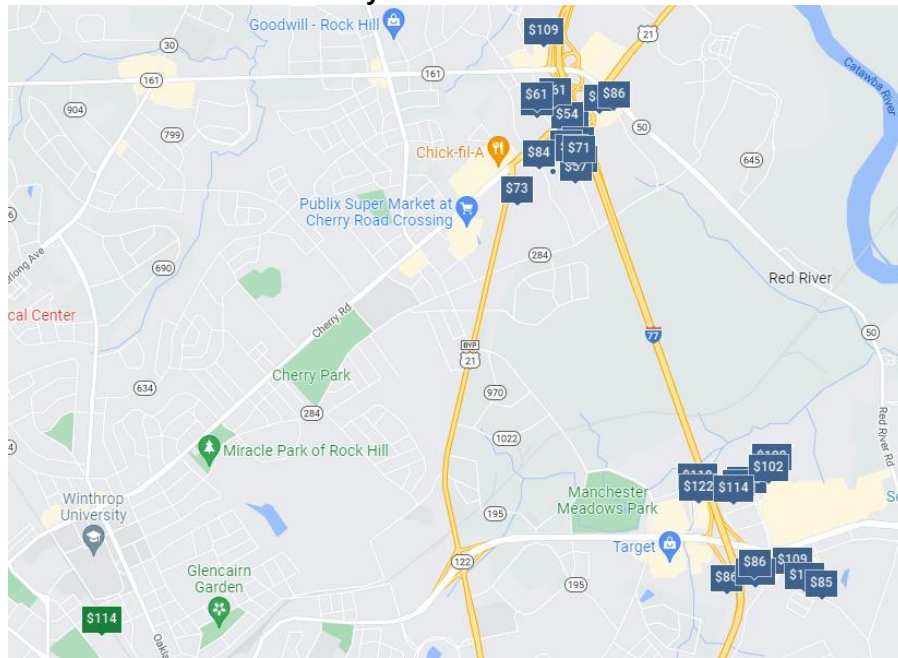 $109
Goodwill - Rock Hill
21
30
161
161
904
$61
61
$
$86
$54
50
Catawba River
799
Chick-fil-A
$84
$71
$57
645
$73
Publix Super Market at
Cherry Road Crossing
284
690
Red River
cal Center
Cherry Rd
50
77
BYP
21
Cherry Park
634
970
284
Red River Rd
1022
Miracle Park of Rock Hill
$102
$122
$114
Manchester
Meadows Park
Winthrop
University
195
Target
122
$86
$86
$109
$85
195
Glencairn
Garden
$114